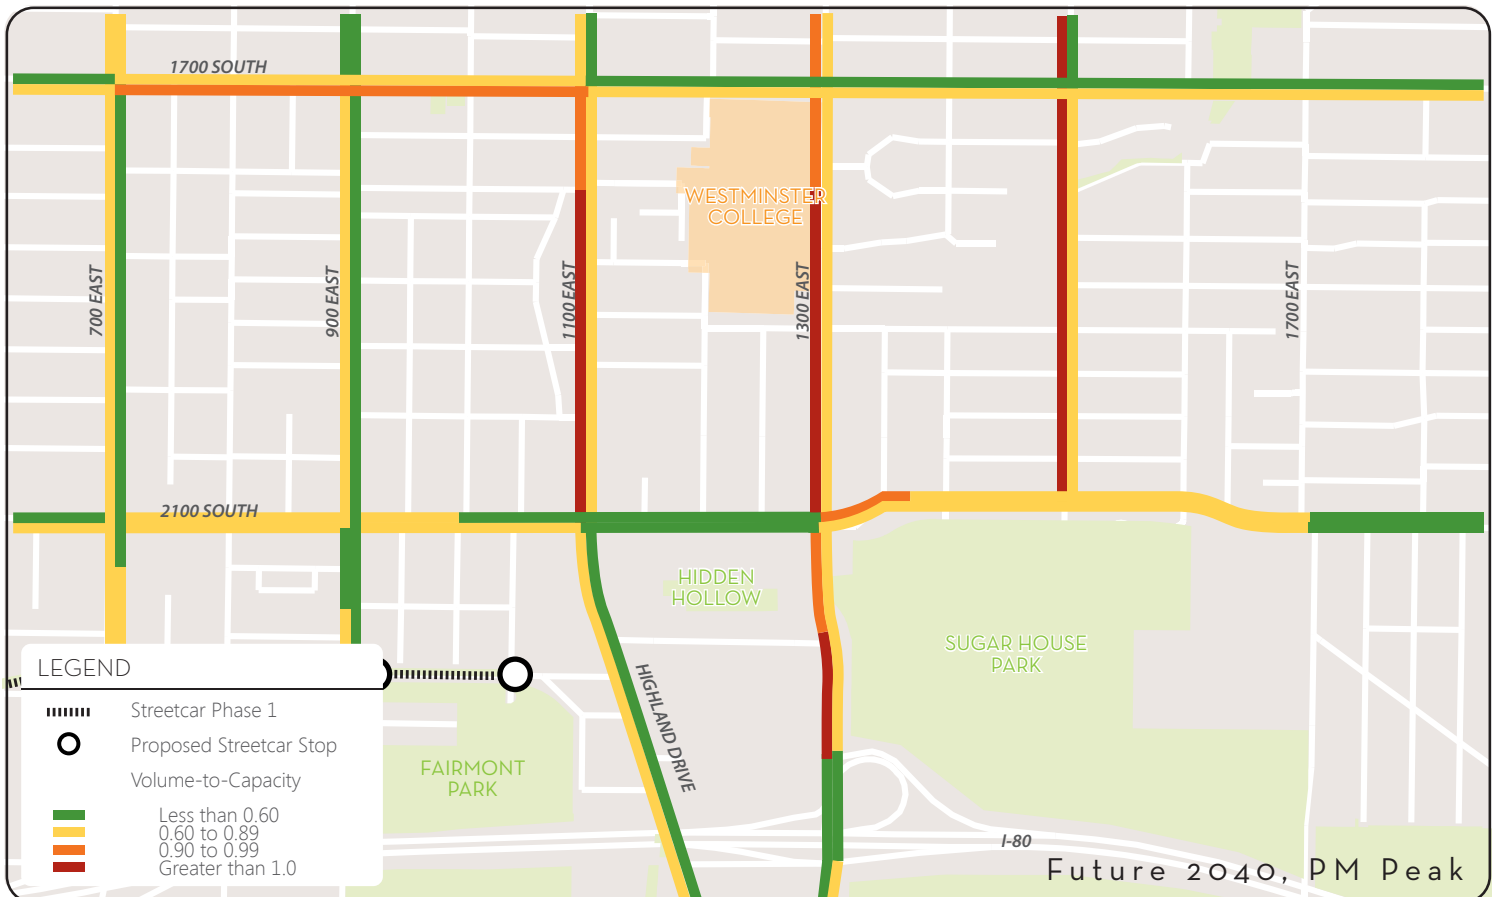 1700 SOUTH
WESTMINSTER
COLLEGE
700 EAST
900 EAST
1100 EAST
1300 EAST
1700 EAST
2100 SOUTH
HIDDEN
HOLLOW
SUGAR HOUSE
PARK
HIGHLAND DRIVE
FAIRMONT
PARK
I-80
LEGEND
Streetcar Phase 1
Proposed Streetcar Stop
Volume-to-Capacity
Less than 0.60
0.60 to 0.89
0.90 to 0.99
Greater than 1.0
Future 2040, PM Peak